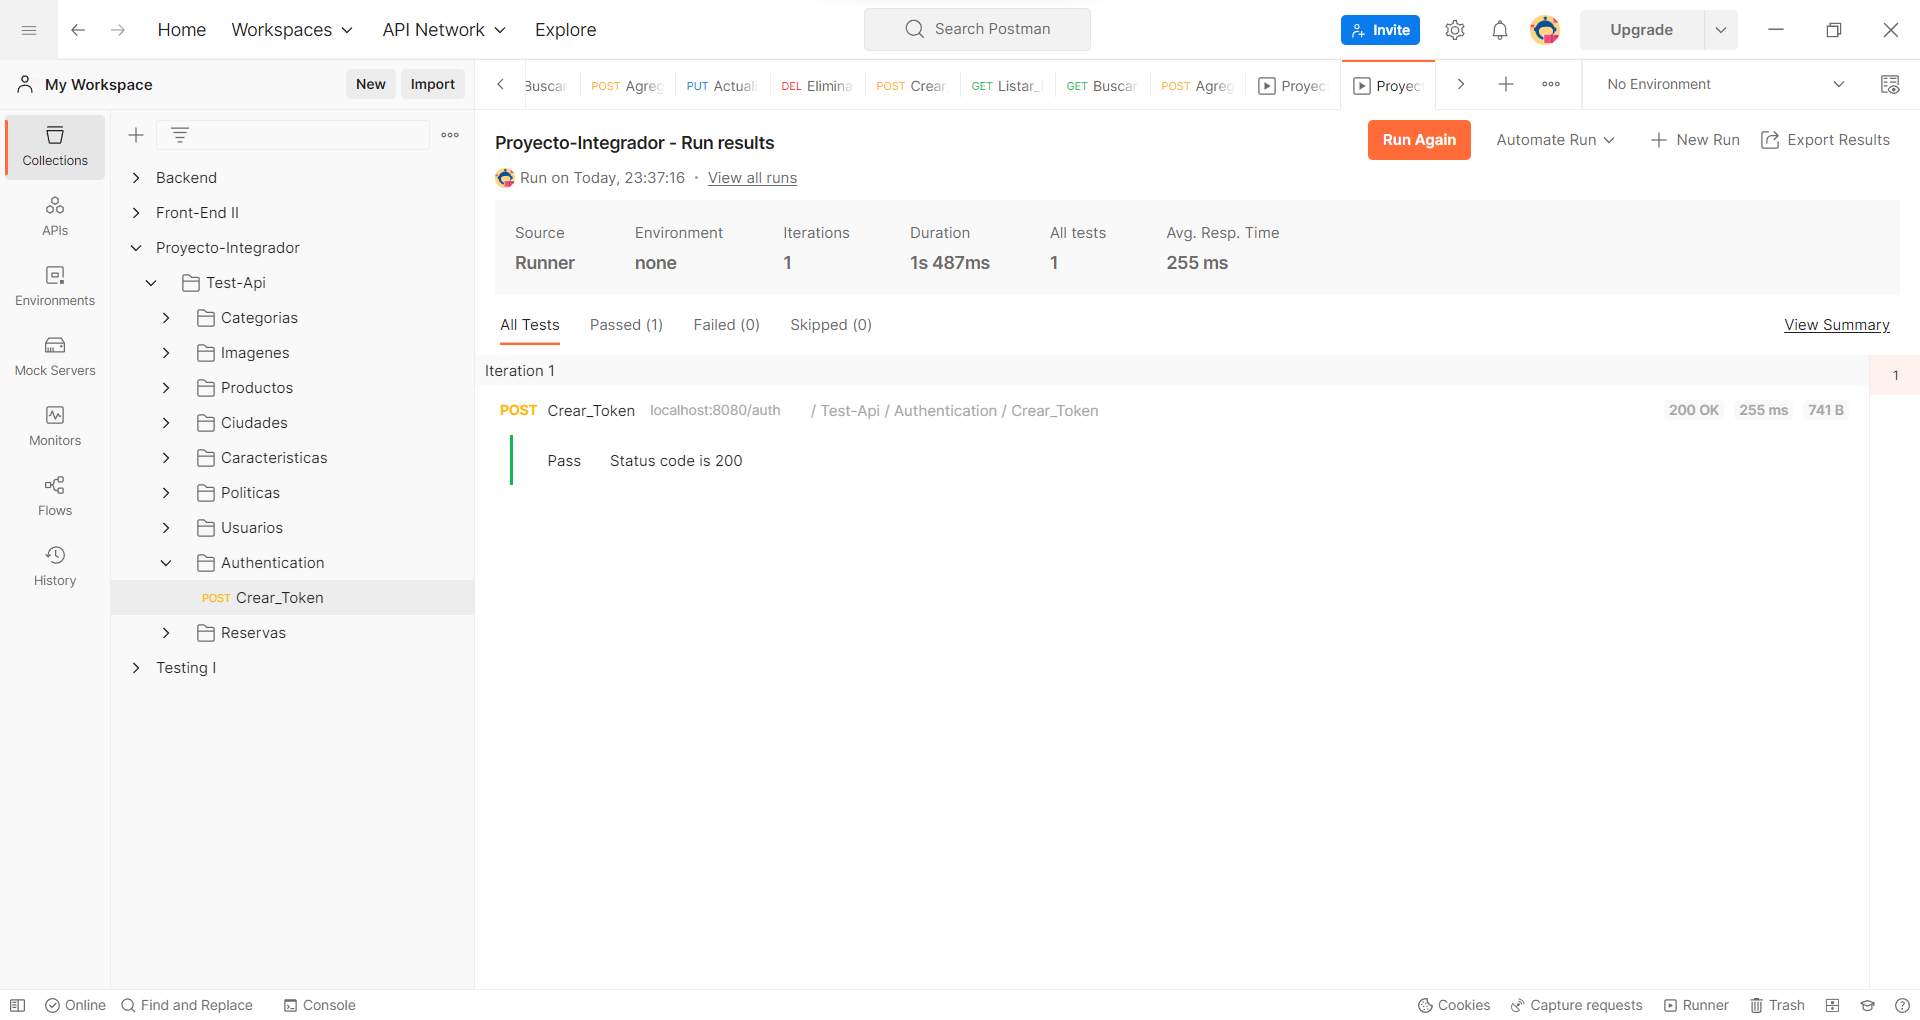 Home Workspaces API Network Explore Search Postman Invite Upgrade
My Workspace New Import
Buscar POST Agreg PUT Actuali DEL Elimina POST Crear_ GET Listar_ GET Buscar POST Agreg Proyec Proyec No Environment
Collections
APIs
Environments
Mock Servers
Monitors
Flows
History
Backend
Front-End II
Proyecto-Integrador
Test-Api
Categorias
Imagenes
Productos
Ciudades
Caracteristicas
Politicas
Usuarios
Authentication
POST Crear_Token
Reservas
Testing I
Proyecto-Integrador - Run results
Run Again Automate Run New Run Export Results
Run on Today, 23:37:16 · View all runs
Source Environment Iterations Duration All tests Avg. Resp. Time
Runner none 1 1s 487ms 1 255 ms
All Tests Passed (1) Failed (0) Skipped (0) View Summary
Iteration 1
1
POST Crear_Token localhost:8080/auth / Test-Api / Authentication / Crear_Token 200 OK 255 ms 741 B
Pass Status code is 200
Online Find and Replace Console Cookies Capture requests Runner Trash